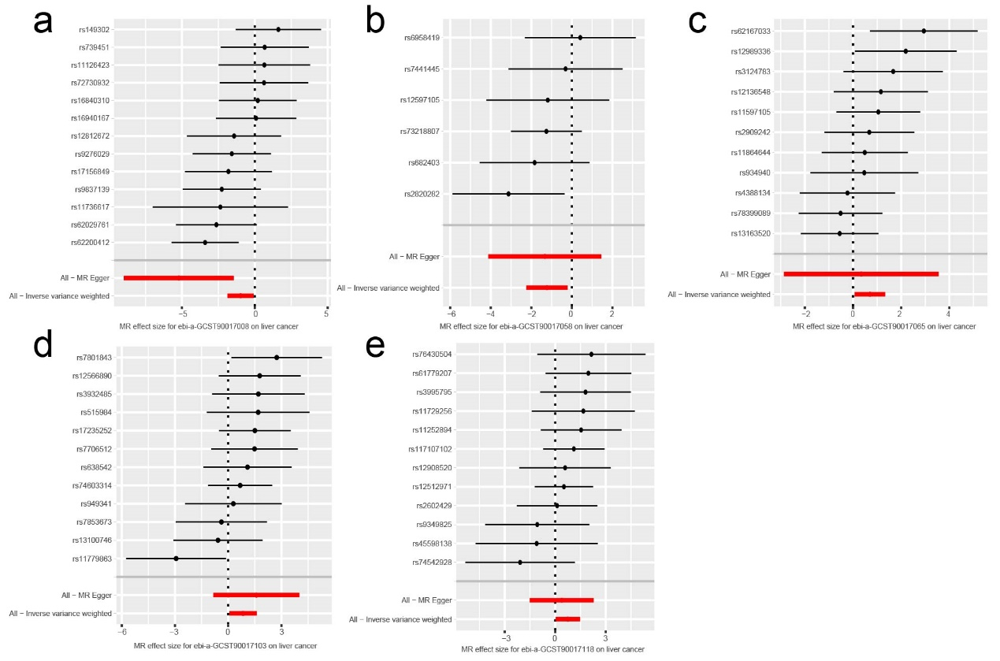 a
rs149302
rs739451
rs11126423
rs72730932
rs16840310
rs16940167
rs12812672
rs9276029
rs17156849
rs9837139
rs11736617
rs62029761
rs62200412
All − MR Egger
All − Inverse variance weighted
−5 0 5
MR effect size for ebi-a-GCST90017008 on liver cancer
b
rs6958419
rs7441445
rs12597105
rs73218807
rs682403
rs2820282
All − MR Egger
All − Inverse variance weighted
−6 −4 −2 0 2
MR effect size for ebi-a-GCST90017058 on liver cancer
c
rs62167033
rs12989336
rs3124783
rs12136548
rs11597105
rs2909242
rs11864644
rs934940
rs4388134
rs78399089
rs13163520
All − MR Egger
All − Inverse variance weighted
−2 0 2 4
MR effect size for ebi-a-GCST90017065 on liver cancer
d
rs7801843
rs12566890
rs3932485
rs515984
rs17235252
rs7706512
rs638542
rs74603314
rs949341
rs7853673
rs13100746
rs11779863
All − MR Egger
All − Inverse variance weighted
−6 −3 0 3
MR effect size for ebi-a-GCST90017103 on liver cancer
e
rs76430504
rs61779207
rs3995795
rs11729256
rs11252894
rs117107102
rs12908520
rs12512971
rs2602429
rs9349825
rs45598138
rs74542928
All − MR Egger
All − Inverse variance weighted
−3 0 3
MR effect size for ebi-a-GCST90017118 on liver cancer